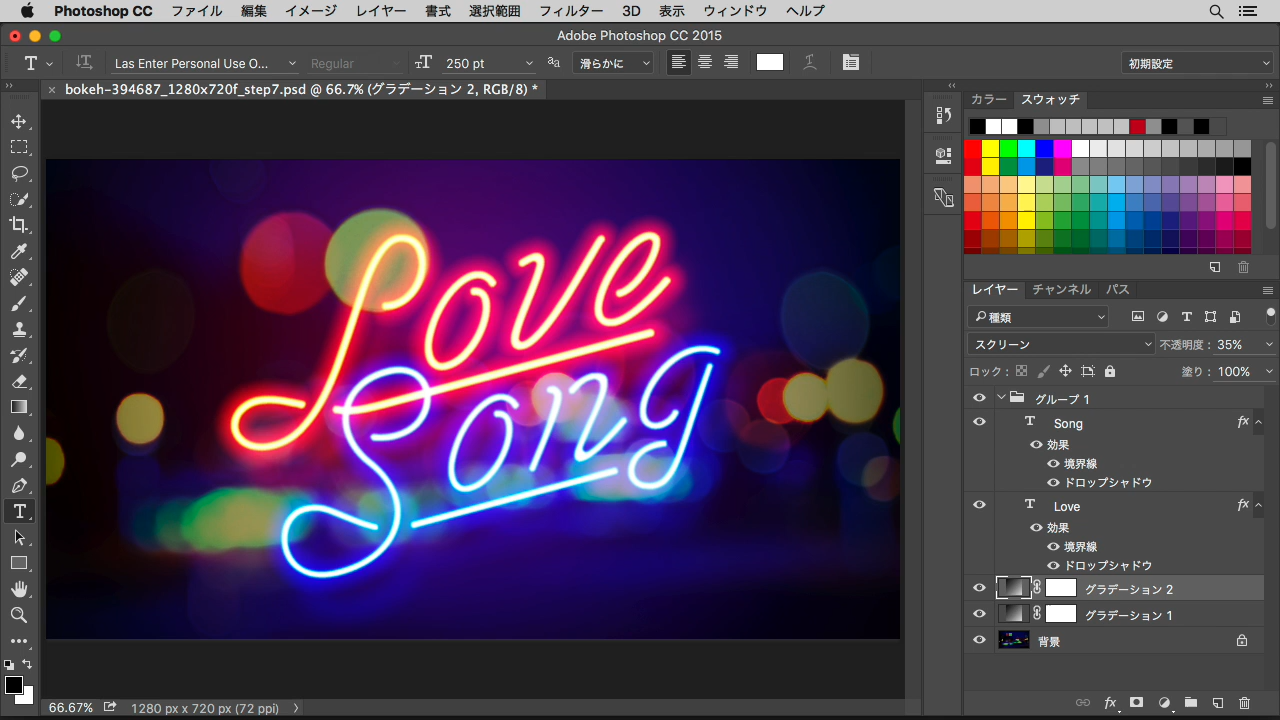 Photoshop CC ファイル 編集 イメージ レイヤー 書式 選択範囲 フィルター 3D 表示 ウィンドウ ヘルプ
Adobe Photoshop CC 2015
T Las Enter Personal Use O... Regular 250 pt 滑らかに 初期設定
× bokeh-394687_1280x720f_step7.psd @ 66.7% (グラデーション 2, RGB/8) *
カラー スウォッチ
Love
Song
レイヤー チャンネル パス
種類
スクリーン 不透明度 : 35%
ロック : 塗り : 100%
グループ 1
T Song fx
効果
境界線
ドロップシャドウ
T Love fx
効果
境界線
ドロップシャドウ
グラデーション 2
グラデーション 1
背景
fx
66.67% 1280 px x 720 px (72 ppi)